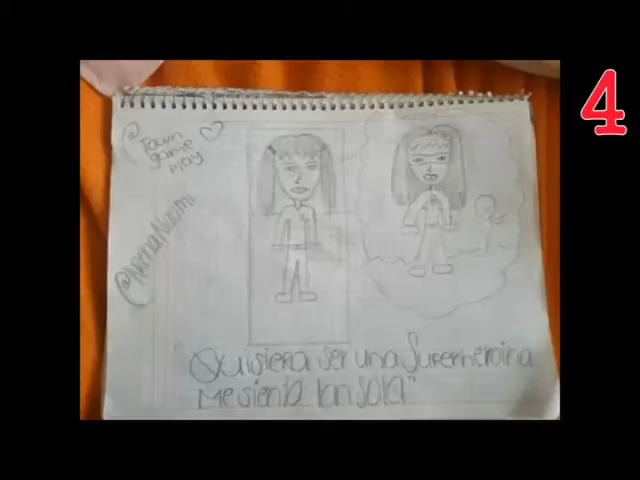 4
@Town
game
play
"Quisiera ser una Superheroina
Me siento tan sola"